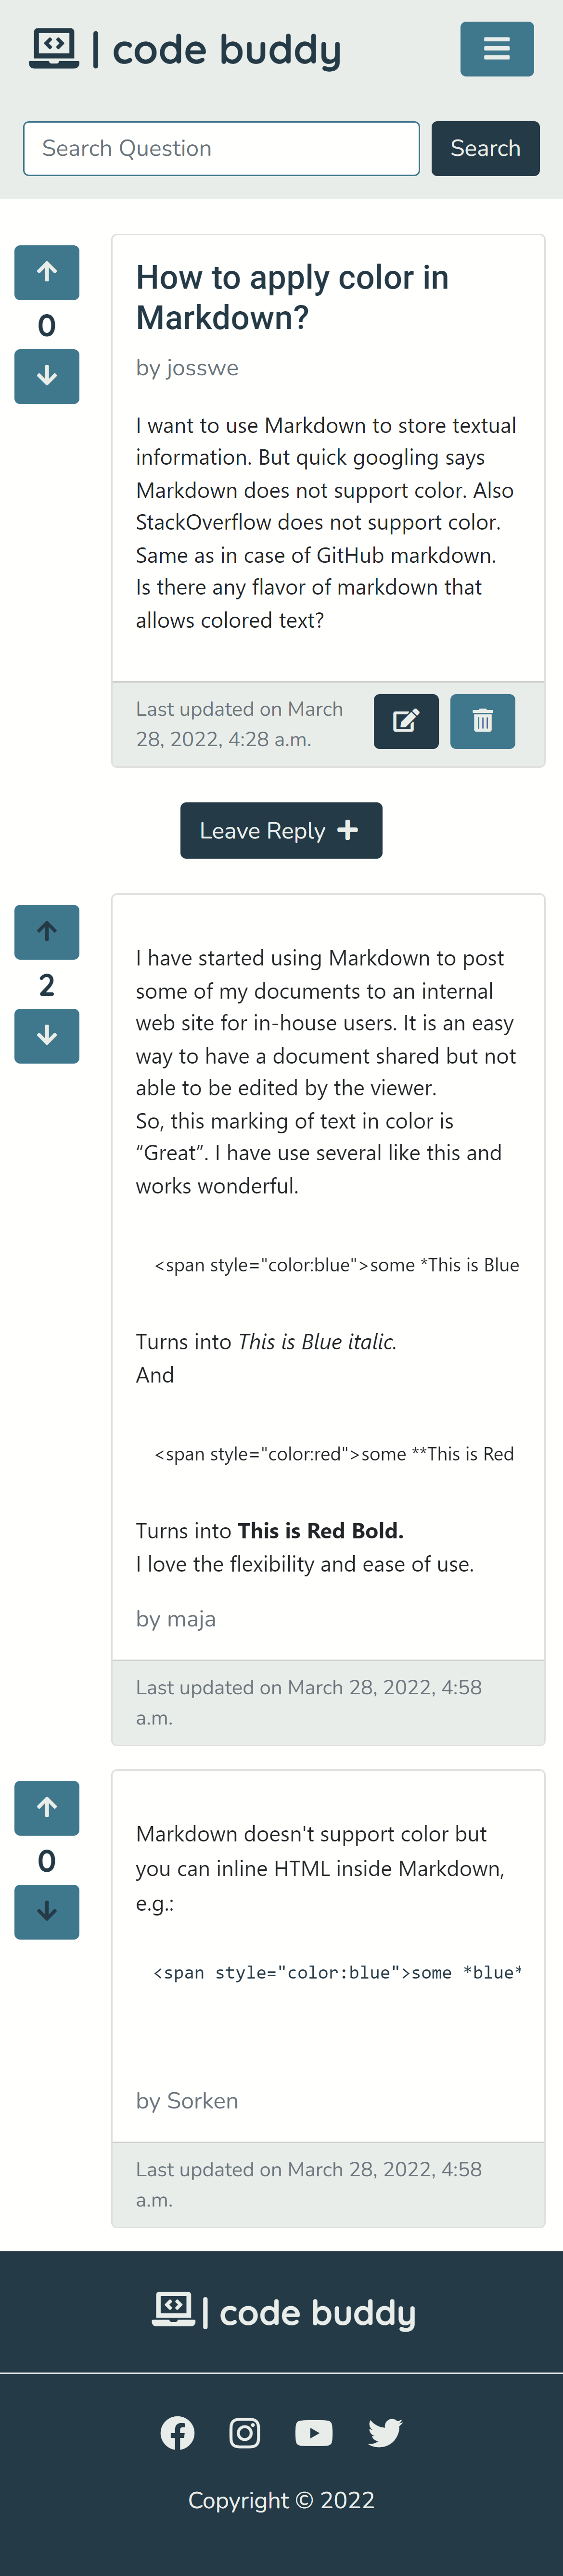 | code buddy
Search Question
Search
0
How to apply color in
Markdown?
by josswe
I want to use Markdown to store textual
information. But quick googling says
Markdown does not support color. Also
StackOverflow does not support color.
Same as in case of GitHub markdown.
Is there any flavor of markdown that
allows colored text?
Last updated on March
28, 2022, 4:28 a.m.
Leave Reply
2
I have started using Markdown to post
some of my documents to an internal
web site for in-house users. It is an easy
way to have a document shared but not
able to be edited by the viewer.
So, this marking of text in color is
“Great”. I have use several like this and
works wonderful.
<span style="color:blue">some *This is Blue
Turns into This is Blue italic.
And
<span style="color:red">some **This is Red
Turns into This is Red Bold.
I love the flexibility and ease of use.
by maja
Last updated on March 28, 2022, 4:58
a.m.
0
Markdown doesn't support color but
you can inline HTML inside Markdown,
e.g.:
<span style="color:blue">some *blue*
by Sorken
Last updated on March 28, 2022, 4:58
a.m.
| code buddy
Copyright © 2022